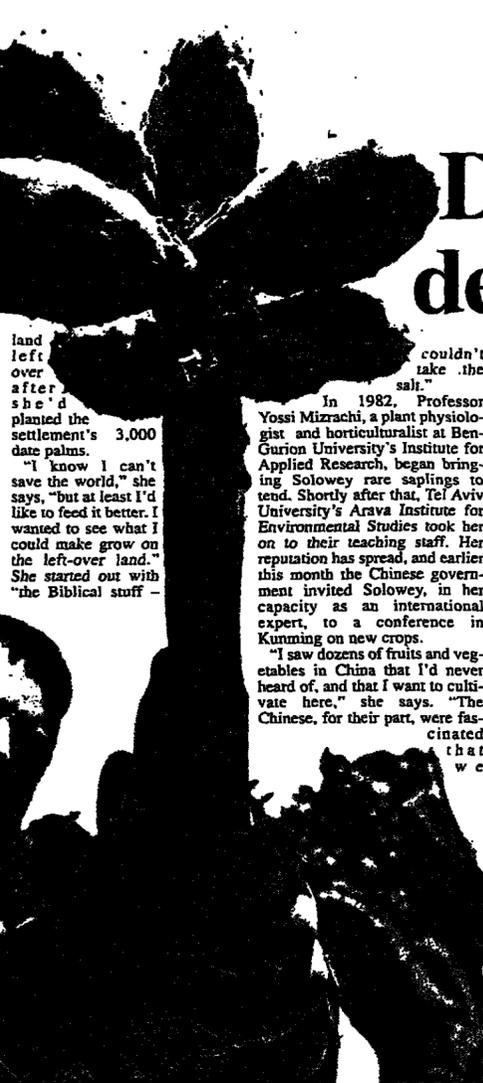 D
de
land
left
over
after
she'd
planted the
settlement's 3,000
date palms.
"I know I can't
save the world," she
says, "but at least I'd
like to feed it better. I
wanted to see what I
could make grow on
the left-over land."
She started out with
"the Biblical stuff –
couldn't
take .the
salt."
In 1982, Professor
Yossi Mizrachi, a plant physiolo-
gist and horticulturalist at Ben-
Gurion University's Institute for
Applied Research, began bring-
ing Solowey rare saplings to
tend. Shortly after that, Tel Aviv
University's Arava Institute for
Environmental Studies took her
on to their teaching staff. Her
reputation has spread, and earlier
this month the Chinese govern-
ment invited Solowey, in her
capacity as an international
expert, to a conference in
Kunming on new crops.
"I saw dozens of fruits and veg-
etables in China that I'd never
heard of, and that I want to culti-
vate here," she says. "The
Chinese, for their part, were fas-
cinated
that
we